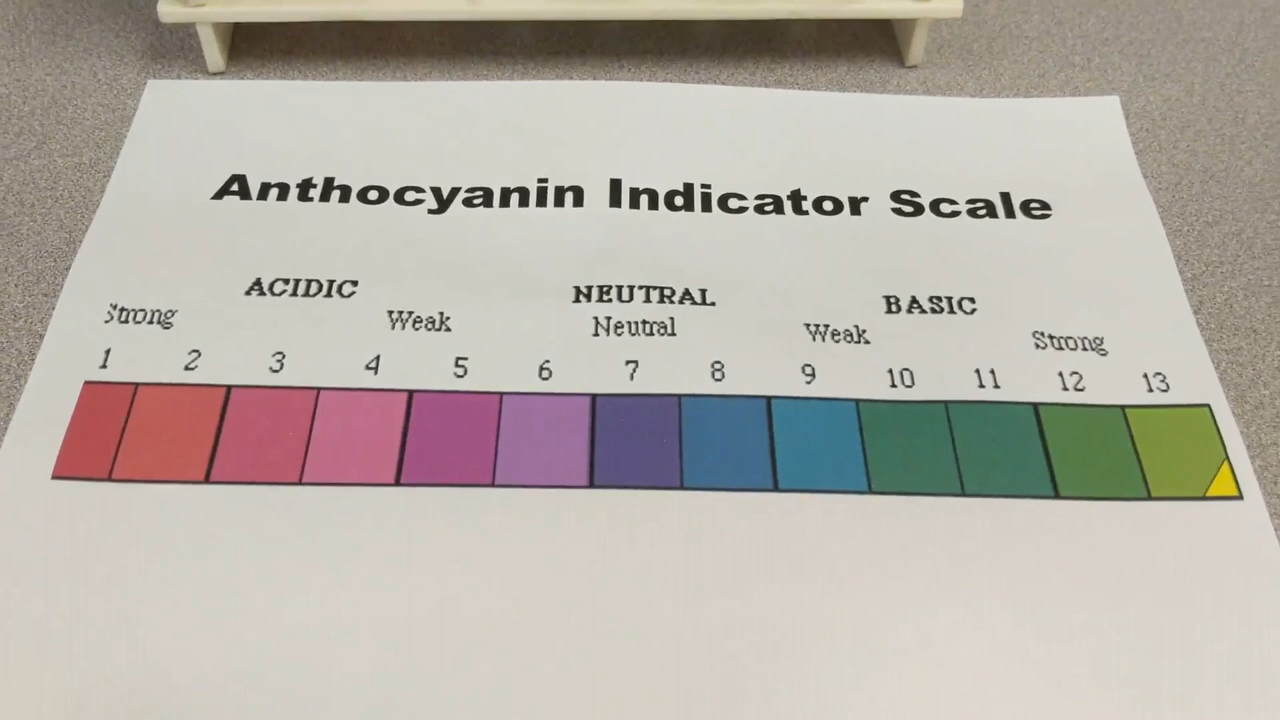 Anthocyanin Indicator Scale
ACIDIC NEUTRAL BASIC
Strong Weak Neutral Weak Strong
1 2 3 4 5 6 7 8 9 10 11 12 13